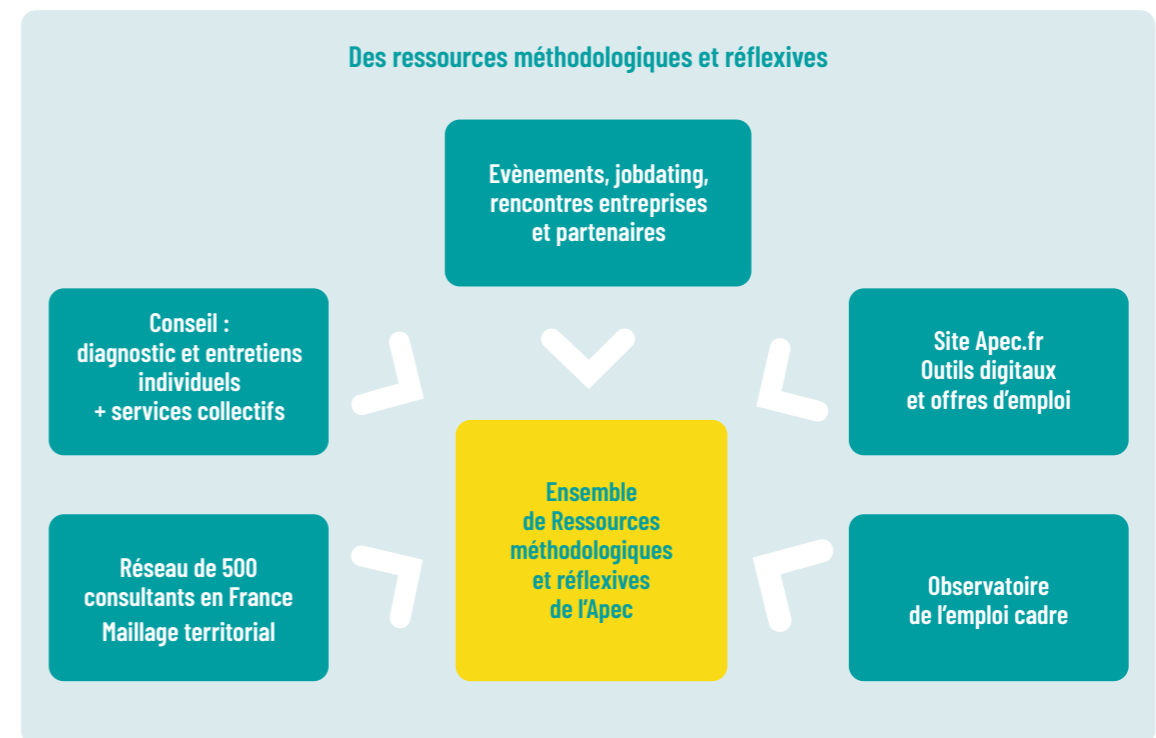 Des ressources méthodologiques et réflexives
Evènements, jobdating,
rencontres entreprises
et partenaires
Conseil :
diagnostic et entretiens
individuels
+ services collectifs
Site Apec.fr
Outils digitaux
et offres d’emploi
Ensemble
de Ressources
méthodologiques
et réflexives
de l’Apec
Réseau de 500
consultants en France
Maillage territorial
Observatoire
de l’emploi cadre